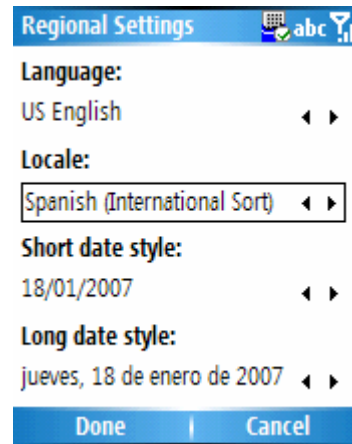 Regional Settings abc
Language:
US English
Locale:
Spanish (International Sort)
Short date style:
18/01/2007
Long date style:
jueves, 18 de enero de 2007
Done Cancel